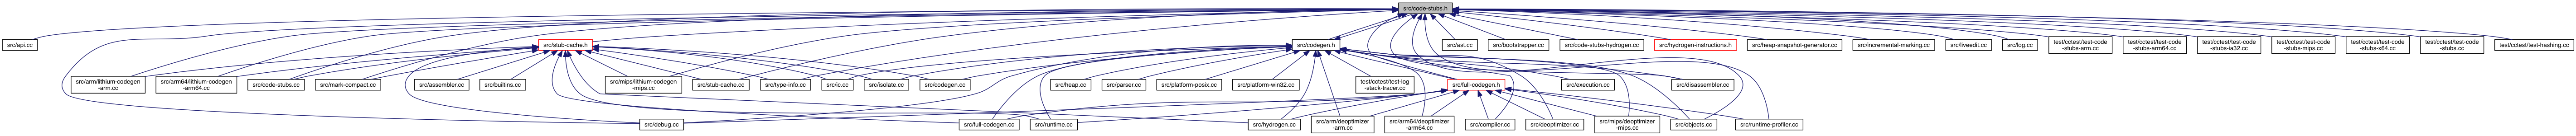 src/code-stubs.h
src/api.cc
src/stub-cache.h
src/codegen.h
src/ast.cc
src/bootstrapper.cc
src/code-stubs-hydrogen.cc
src/hydrogen-instructions.h
src/heap-snapshot-generator.cc
src/incremental-marking.cc
src/liveedit.cc
src/log.cc
test/cctest/test-code
-stubs-arm.cc
test/cctest/test-code
-stubs-arm64.cc
test/cctest/test-code
-stubs-ia32.cc
test/cctest/test-code
-stubs-mips.cc
test/cctest/test-code
-stubs-x64.cc
test/cctest/test-code
-stubs.cc
test/cctest/test-hashing.cc
src/arm/lithium-codegen
-arm.cc
src/arm64/lithium-codegen
-arm64.cc
src/code-stubs.cc
src/mark-compact.cc
src/assembler.cc
src/builtins.cc
src/mips/lithium-codegen
-mips.cc
src/stub-cache.cc
src/type-info.cc
src/ic.cc
src/isolate.cc
src/codegen.cc
src/heap.cc
src/parser.cc
src/platform-posix.cc
src/platform-win32.cc
test/cctest/test-log
-stack-tracer.cc
src/full-codegen.h
src/execution.cc
src/disassembler.cc
src/debug.cc
src/full-codegen.cc
src/runtime.cc
src/hydrogen.cc
src/arm/deoptimizer
-arm.cc
src/arm64/deoptimizer
-arm64.cc
src/compiler.cc
src/deoptimizer.cc
src/mips/deoptimizer
-mips.cc
src/objects.cc
src/runtime-profiler.cc